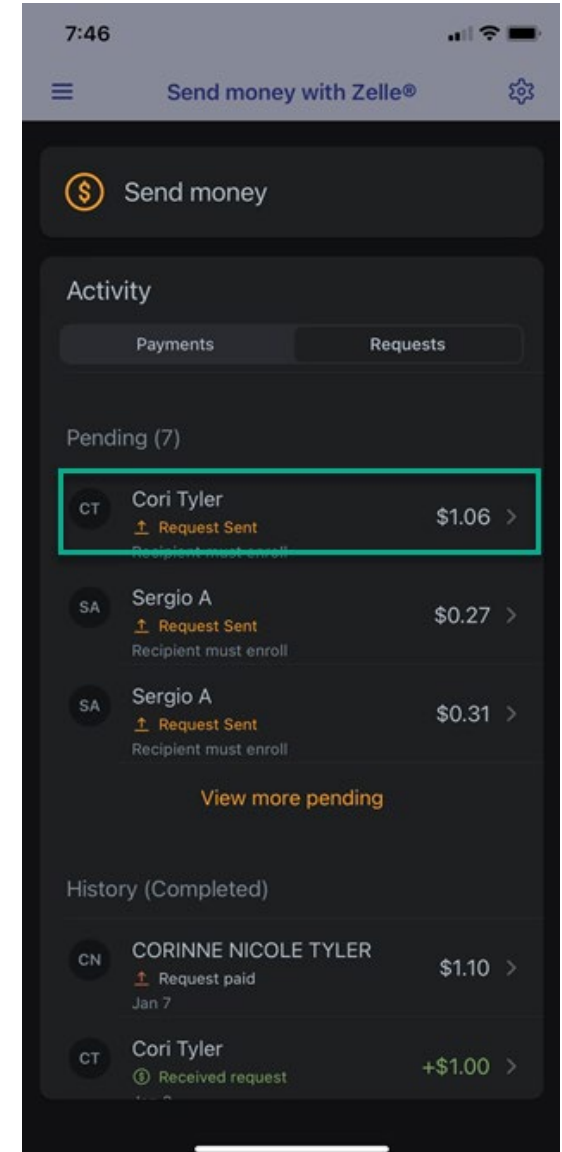 7:46
Send money with Zelle®
Send money
Activity
Payments Requests
Pending (7)
CT Cori Tyler
Request Sent $1.06
Recipient must enroll
SA Sergio A
Request Sent $0.27
Recipient must enroll
SA Sergio A
Request Sent $0.31
Recipient must enroll
View more pending
History (Completed)
CN CORINNE NICOLE TYLER
Request paid $1.10
Jan 7
CT Cori Tyler
Received request +$1.00